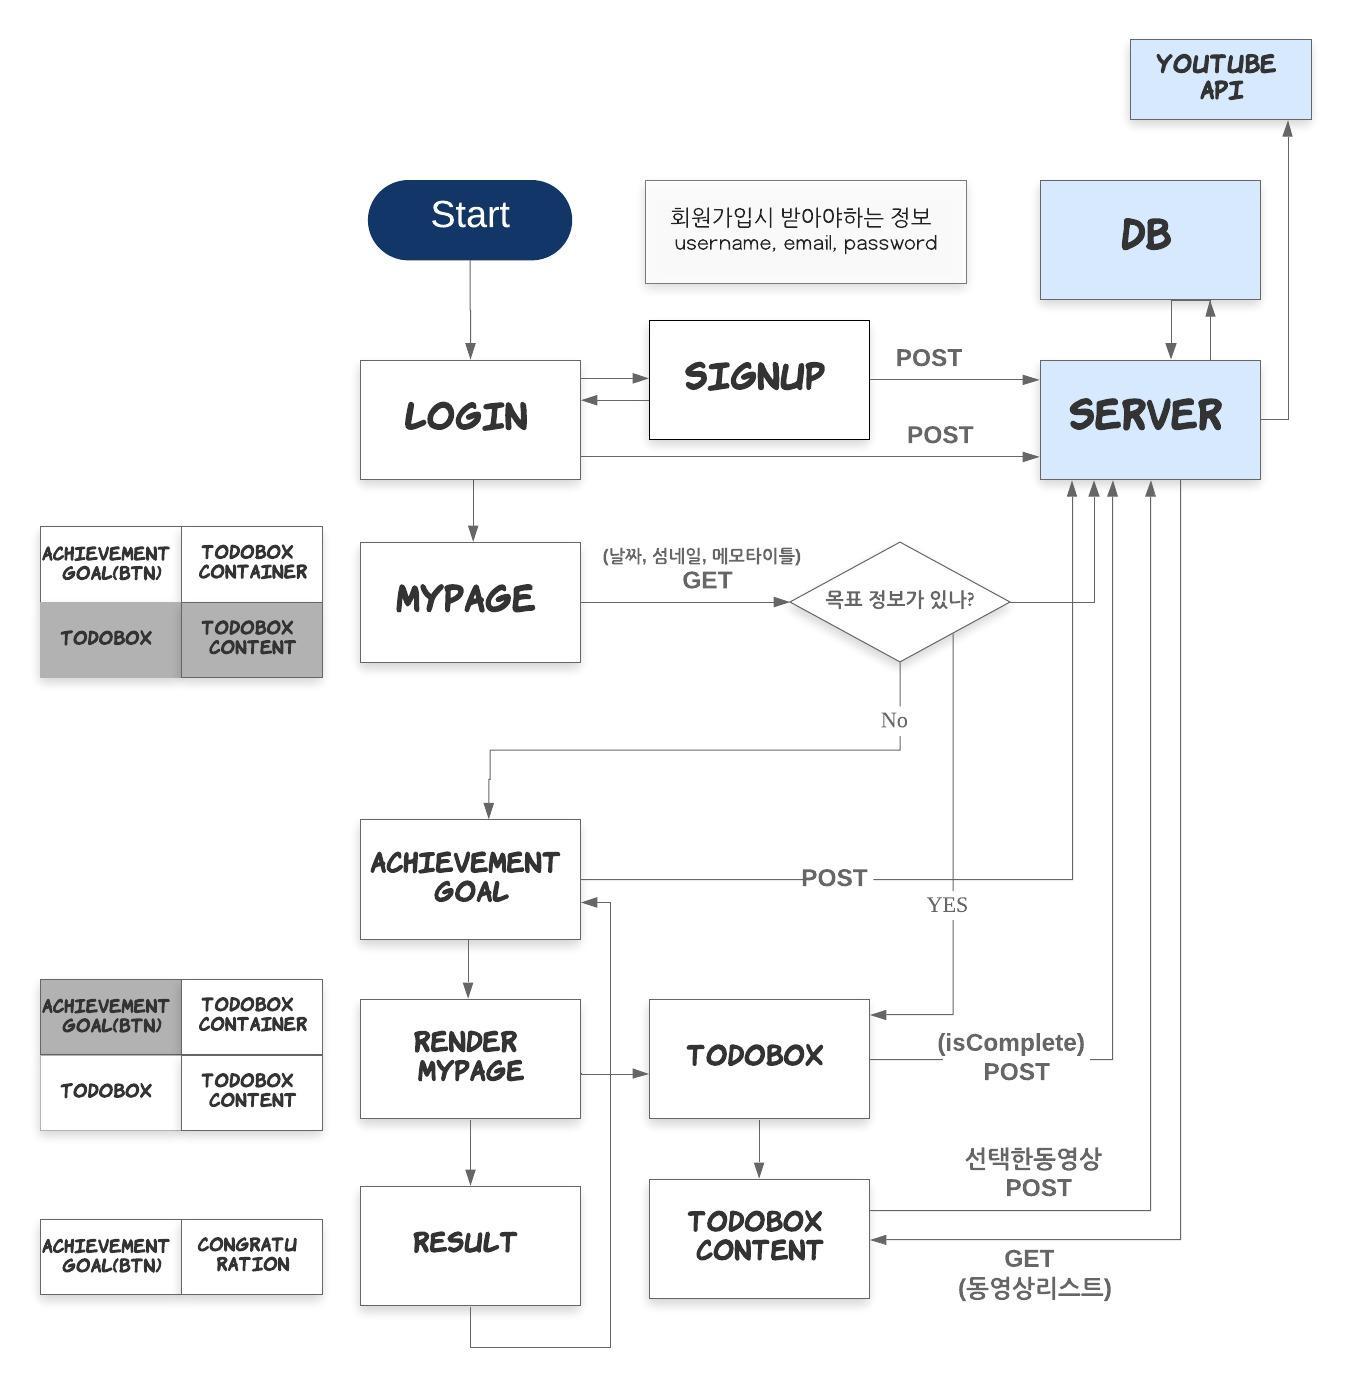 YOUTUBE
API
Start
회원가입시 받아야하는 정보
username, email, password
DB
SIGNUP
POST
LOGIN
SERVER
POST
ACHIEVEMENT
GOAL(BTN)
TODOBOX
CONTAINER
TODOBOX
TODOBOX
CONTENT
MYPAGE
(날짜, 섬네일, 메모타이틀)
GET
목표 정보가 있나?
No
ACHIEVEMENT
GOAL
POST
YES
ACHIEVEMENT
GOAL(BTN)
TODOBOX
CONTAINER
TODOBOX
TODOBOX
CONTENT
RENDER
MYPAGE
TODOBOX
(isComplete)
POST
선택한동영상
POST
ACHIEVEMENT
GOAL(BTN)
CONGRATU
RATION
RESULT
TODOBOX
CONTENT
GET
(동영상리스트)